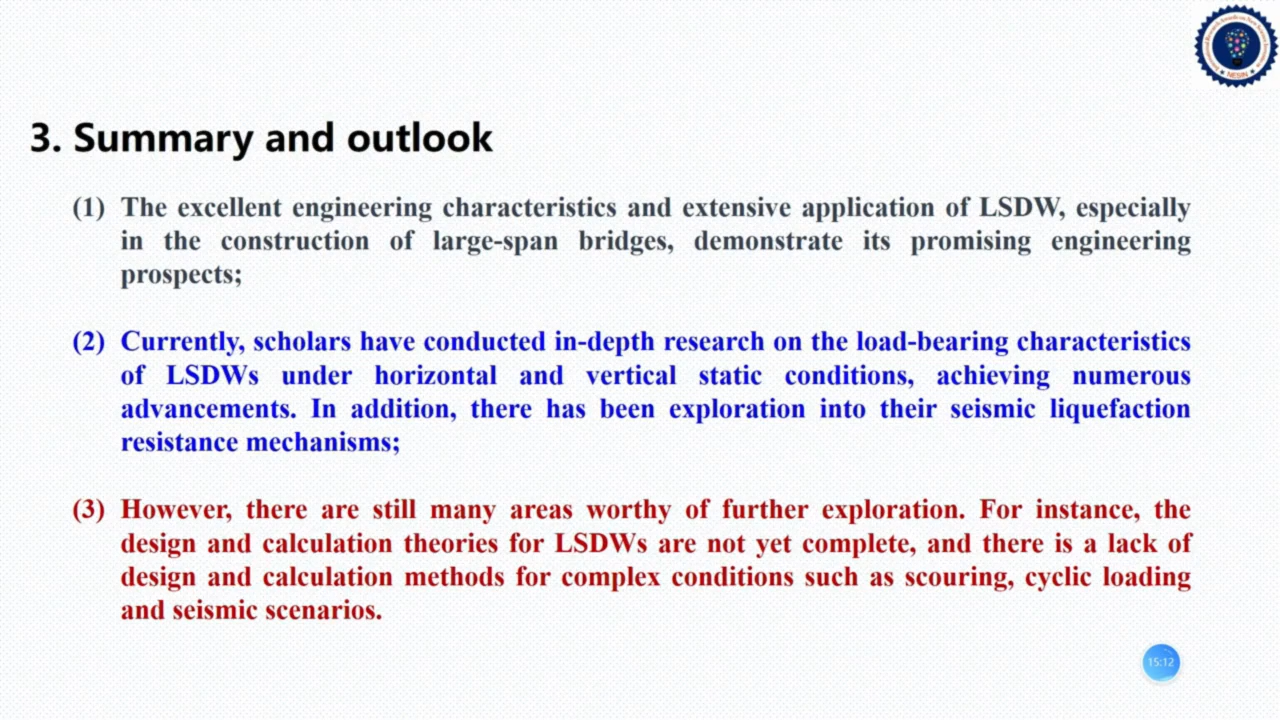 NESIN
3. Summary and outlook
(1) The excellent engineering characteristics and extensive application of LSDW, especially
in the construction of large-span bridges, demonstrate its promising engineering
prospects;
(2) Currently, scholars have conducted in-depth research on the load-bearing characteristics
of LSDWs under horizontal and vertical static conditions, achieving numerous
advancements. In addition, there has been exploration into their seismic liquefaction
resistance mechanisms;
(3) However, there are still many areas worthy of further exploration. For instance, the
design and calculation theories for LSDWs are not yet complete, and there is a lack of
design and calculation methods for complex conditions such as scouring, cyclic loading
and seismic scenarios.
15:12